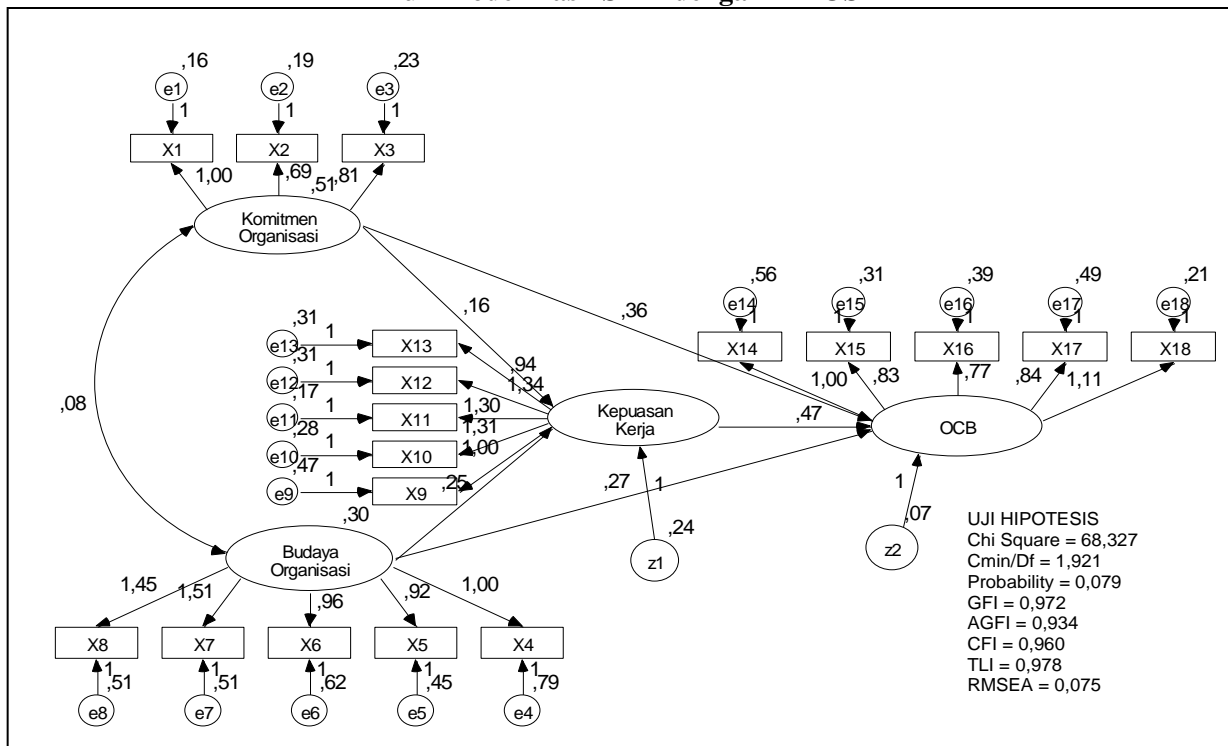 ,16 ,19 ,23
e1 e2 e3
1 1 1
X1 X2 X3
1,00 ,69 ,51 ,81
Komitmen
Organisasi
,16
,36
,08
,56 ,31 ,39 ,49 ,21
e14 e15 e16 e17 e18
1 1 1 1 1
X14 X15 X16 X17 X18
1,00 ,83 ,77 ,84 1,11
,31
e13 1 X13 ,94
,31
e12 1 X12 1,34
,17
e11 1 X11 1,30
,28
e10 1 X10 1,31
,47
e9 1 X9 1,00
,25
Kepuasan
Kerja
,47
OCB
,27
1
z1 ,24
1
z2 ,07
,30
Budaya
Organisasi
1,45 1,51 ,96 ,92 1,00
X8 X7 X6 X5 X4
1 1 1 1 1
,51 ,51 ,62 ,45 ,79
e8 e7 e6 e5 e4
UJI HIPOTESIS
Chi Square = 68,327
Cmin/Df = 1,921
Probability = 0,079
GFI = 0,972
AGFI = 0,934
CFI = 0,960
TLI = 0,978
RMSEA = 0,075